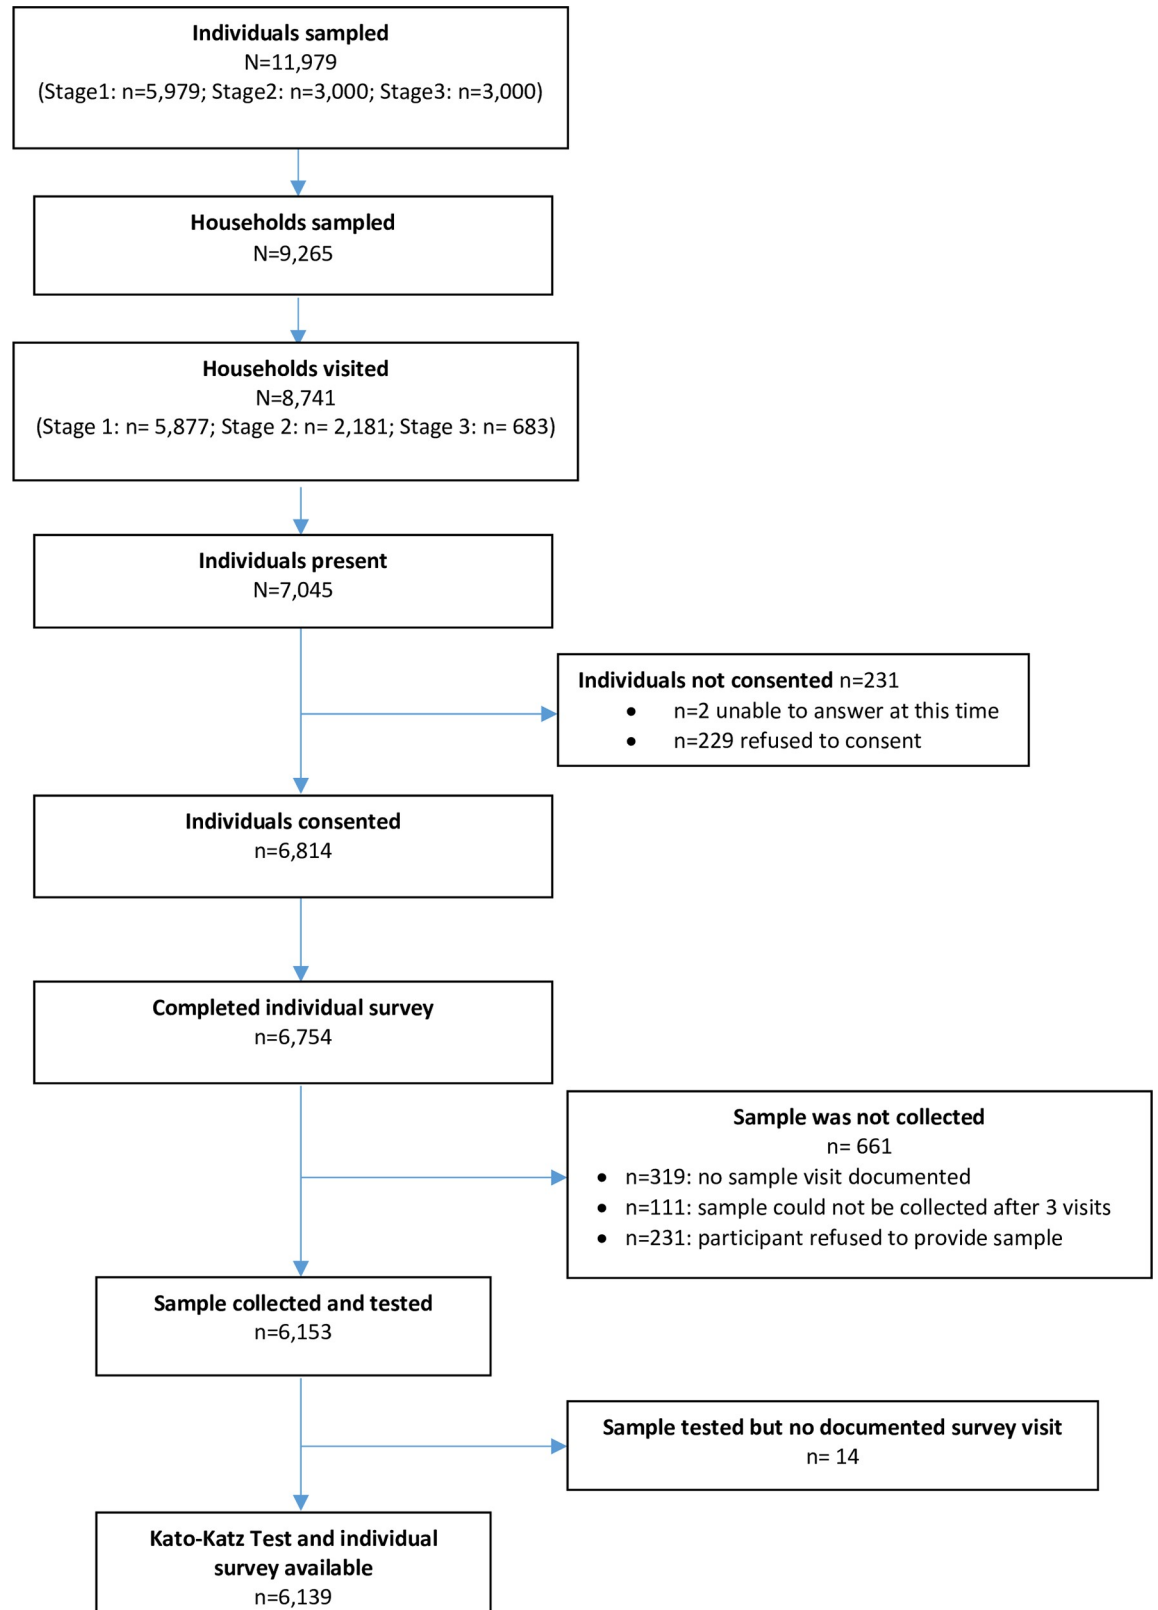 Individuals sampled
N=11,979
(Stage1: n=5,979; Stage2: n=3,000; Stage3: n=3,000)
Households sampled
N=9,265
Households visited
N=8,741
(Stage 1: n= 5,877; Stage 2: n= 2,181; Stage 3: n= 683)
Individuals present
N=7,045
Individuals not consented n=231
• n=2 unable to answer at this time
• n=229 refused to consent
Individuals consented
n=6,814
Completed individual survey
n=6,754
Sample was not collected
n= 661
• n=319: no sample visit documented
• n=111: sample could not be collected after 3 visits
• n=231: participant refused to provide sample
Sample collected and tested
n=6,153
Sample tested but no documented survey visit
n= 14
Kato-Katz Test and individual
survey available
n=6,139